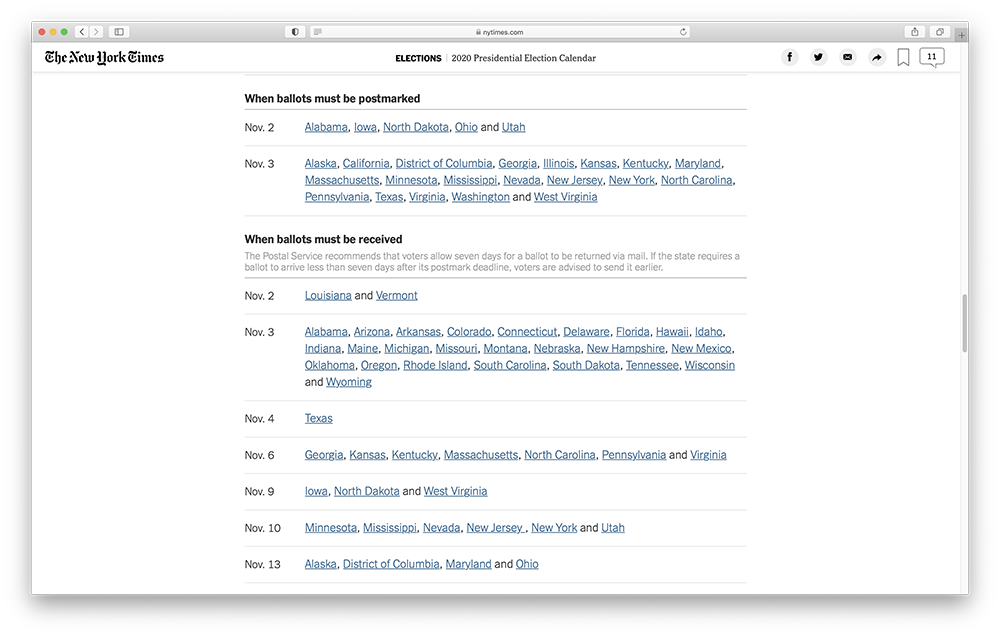 nytimes.com
The New York Times
ELECTIONS | 2020 Presidential Election Calendar
11
When ballots must be postmarked
Nov. 2 Alabama, Iowa, North Dakota, Ohio and Utah
Nov. 3 Alaska, California, District of Columbia, Georgia, Illinois, Kansas, Kentucky, Maryland,
Massachusetts, Minnesota, Mississippi, Nevada, New Jersey, New York, North Carolina,
Pennsylvania, Texas, Virginia, Washington and West Virginia
When ballots must be received
The Postal Service recommends that voters allow seven days for a ballot to be returned via mail. If the state requires a
ballot to arrive less than seven days after its postmark deadline, voters are advised to send it earlier.
Nov. 2 Louisiana and Vermont
Nov. 3 Alabama, Arizona, Arkansas, Colorado, Connecticut, Delaware, Florida, Hawaii, Idaho,
Indiana, Maine, Michigan, Missouri, Montana, Nebraska, New Hampshire, New Mexico,
Oklahoma, Oregon, Rhode Island, South Carolina, South Dakota, Tennessee, Wisconsin
and Wyoming
Nov. 4 Texas
Nov. 6 Georgia, Kansas, Kentucky, Massachusetts, North Carolina, Pennsylvania and Virginia
Nov. 9 Iowa, North Dakota and West Virginia
Nov. 10 Minnesota, Mississippi, Nevada, New Jersey , New York and Utah
Nov. 13 Alaska, District of Columbia, Maryland and Ohio